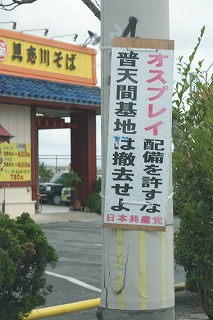 具志川そば
オスプレイ配備を許すな
普天間基地は撤去せよ
日本共産党